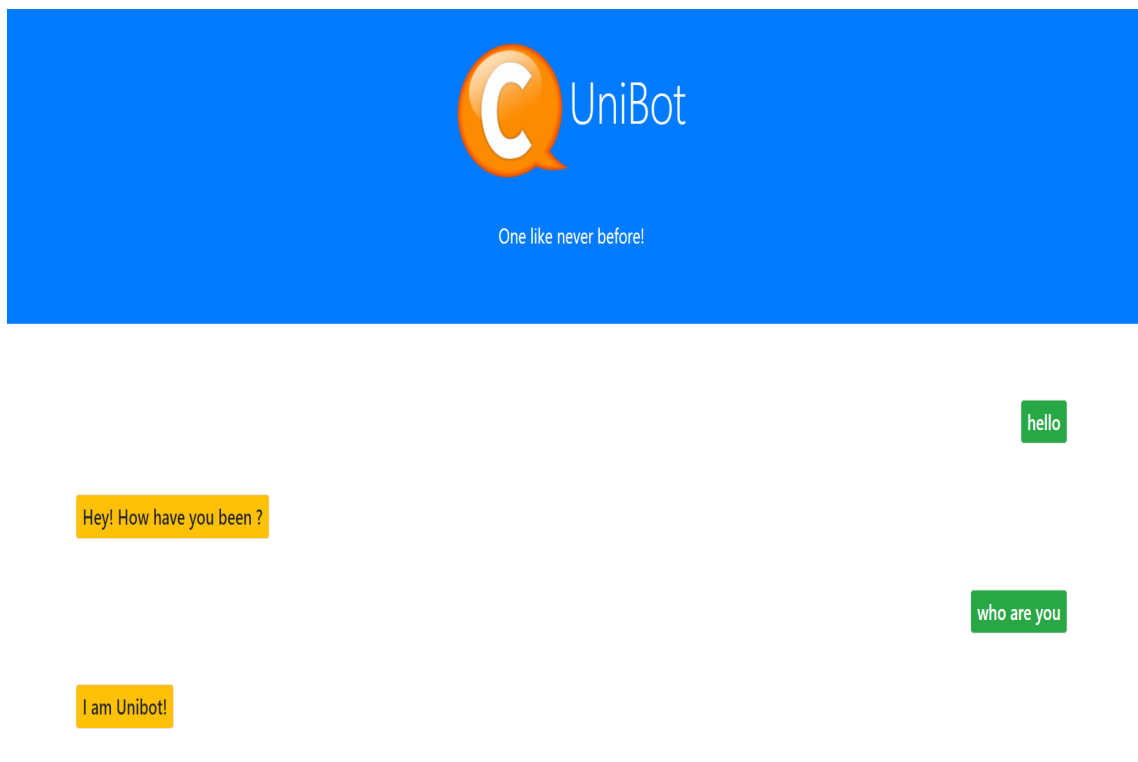 C UniBot
One like never before!
hello
Hey! How have you been ?
who are you
I am Unibot!